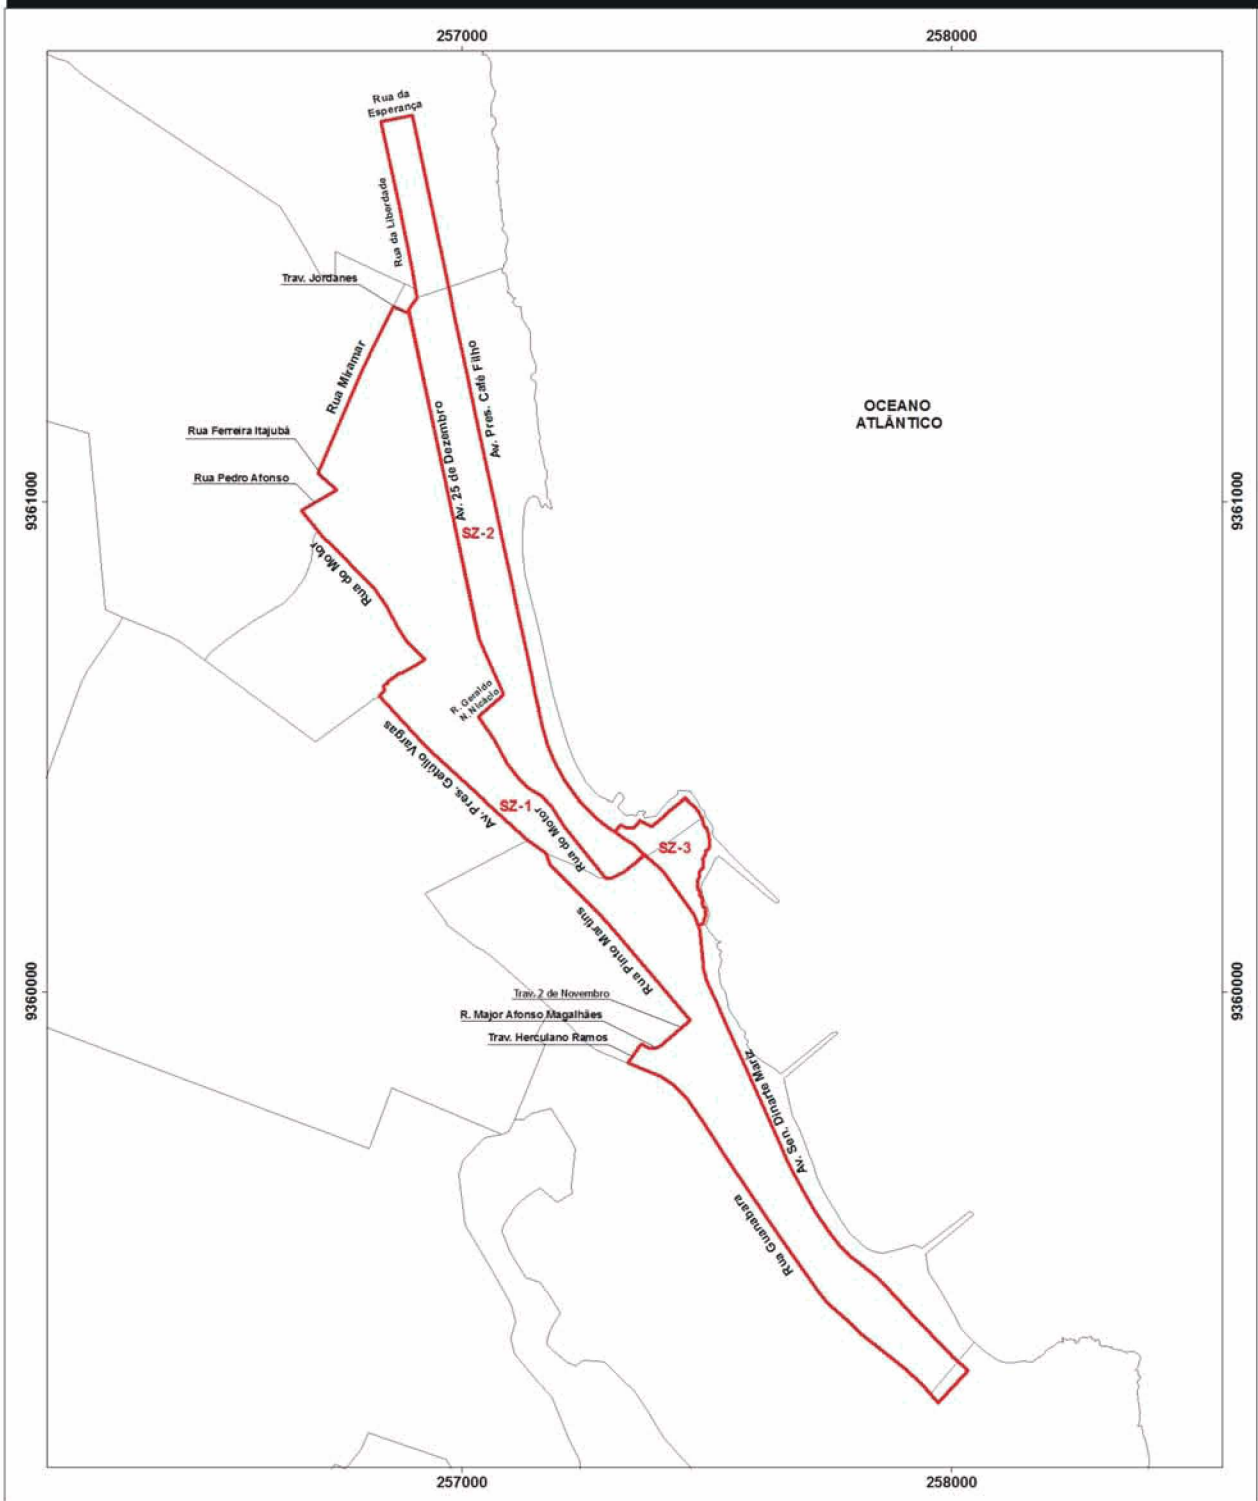 257000
258000
Rua da
Esperança
Rua da Liberdade
Trav. Jordanes
Rua Miramar
Av. Pres. Café Filho
Av. 25 de Dezembro
OCEANO
ATLÂNTICO
Rua Ferreira Itajubá
Rua Pedro Afonso
9361000
9361000
SZ-2
Rua do Motor
R. Geraldo
N. Nicácio
Av. Pres. Getúlio Vargas
SZ-1
Rua do Motor
SZ-3
Rua Pinto Martins
Trav. 2 de Novembro
9360000
9360000
R. Major Afonso Magalhães
Trav. Herculano Ramos
Av. Sen. Dinarte Mariz
Rua Guanabara
257000
258000